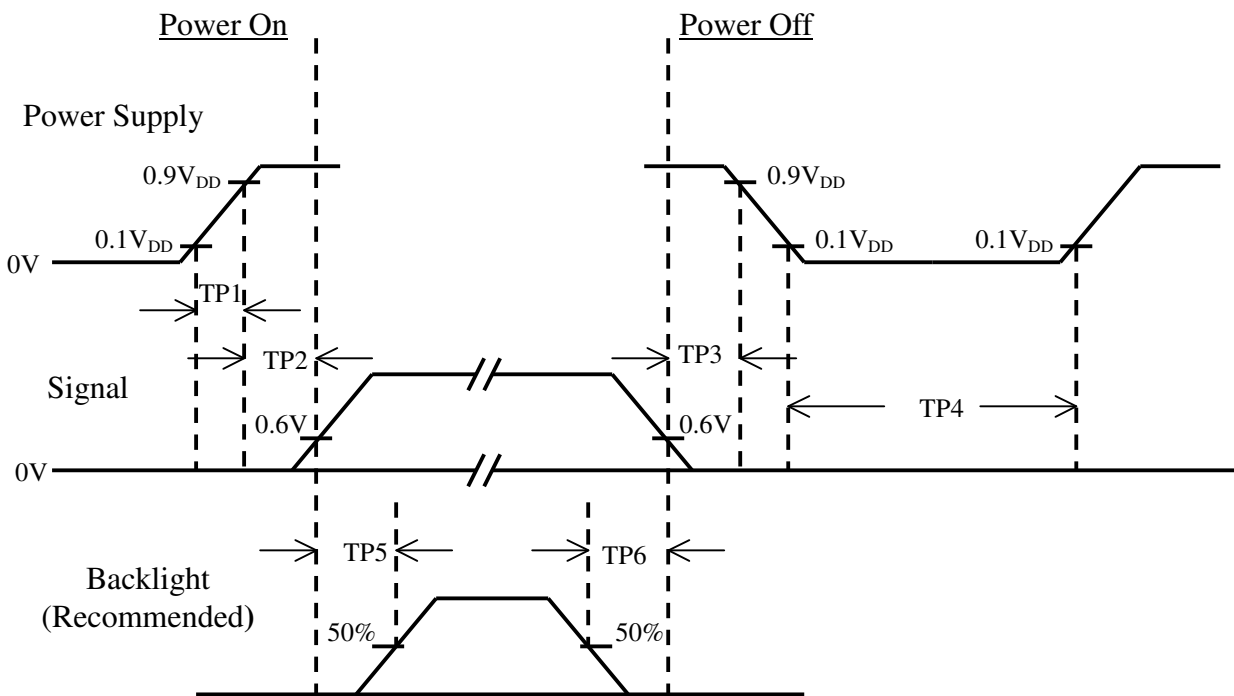 Power On
Power Off
Power Supply
0.9VDD
0.9VDD
0.1VDD
0.1VDD
0.1VDD
0V
TP1
TP2
TP3
Signal
TP4
0.6V
0.6V
0V
TP5
TP6
Backlight
(Recommended)
50%
50%